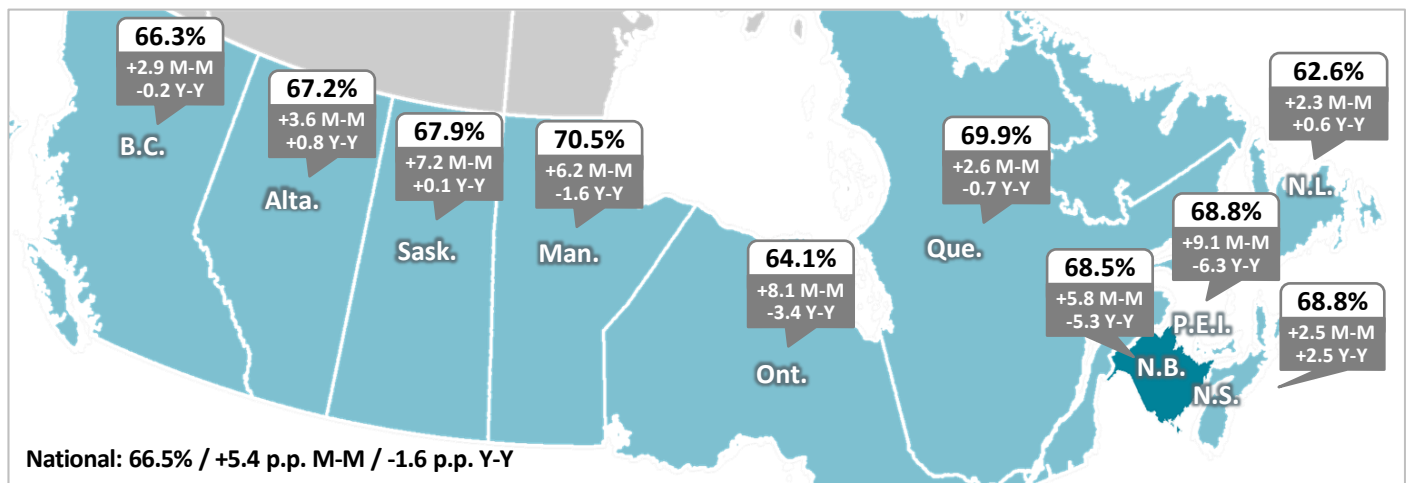 66.3%
+2.9 M-M
-0.2 Y-Y
B.C.
67.2%
+3.6 M-M
+0.8 Y-Y
Alta.
67.9%
+7.2 M-M
+0.1 Y-Y
Sask.
70.5%
+6.2 M-M
-1.6 Y-Y
Man.
64.1%
+8.1 M-M
-3.4 Y-Y
Ont.
69.9%
+2.6 M-M
-0.7 Y-Y
Que.
62.6%
+2.3 M-M
+0.6 Y-Y
N.L.
68.8%
+9.1 M-M
-6.3 Y-Y
P.E.I.
68.5%
+5.8 M-M
-5.3 Y-Y
N.B.
68.8%
+2.5 M-M
+2.5 Y-Y
N.S.
National: 66.5% / +5.4 p.p. M-M / -1.6 p.p. Y-Y